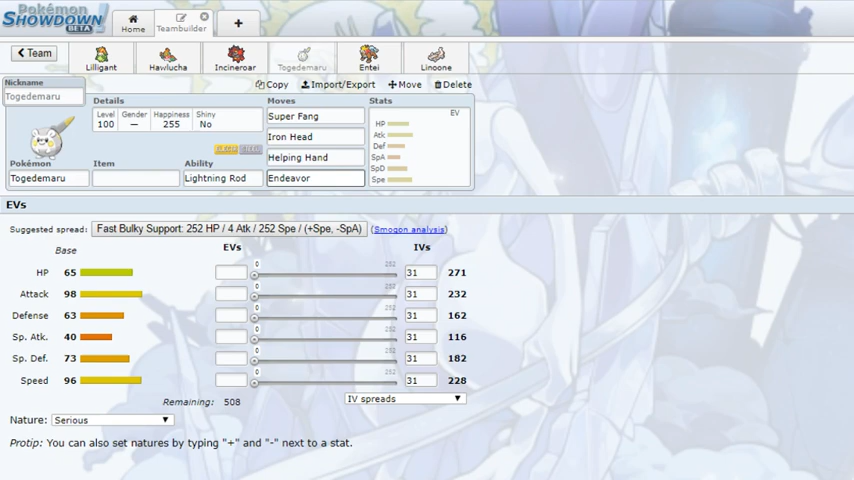 Pokémon
SHOWDOWN
BETA
Home
Teambuilder
+
< Team
Lilligant
Hawlucha
Incineroar
Togedemaru
Entei
Linoone
Nickname
Togedemaru
Copy Import/Export Move Delete
Details
Level Gender Happiness Shiny
100 — 255 No
Pokémon
Togedemaru
Item
Ability
Lightning Rod
Moves
Super Fang
Iron Head
Helping Hand
Endeavor
Stats
EV
HP
Atk
Def
SpA
SpD
Spe
EVs
Suggested spread: Fast Bulky Support: 252 HP / 4 Atk / 252 Spe / (+Spe, -SpA) (Smogon analysis)
Base EVs IVs
0 252
HP 65 31 271
0 252
Attack 98 31 232
0 252
Defense 63 31 162
0 252
Sp. Atk. 40 31 116
0 252
Sp. Def. 73 31 182
0 252
Speed 96 31 228
Remaining: 508
IV spreads
Nature: Serious
Protip: You can also set natures by typing "+" and "-" next to a stat.